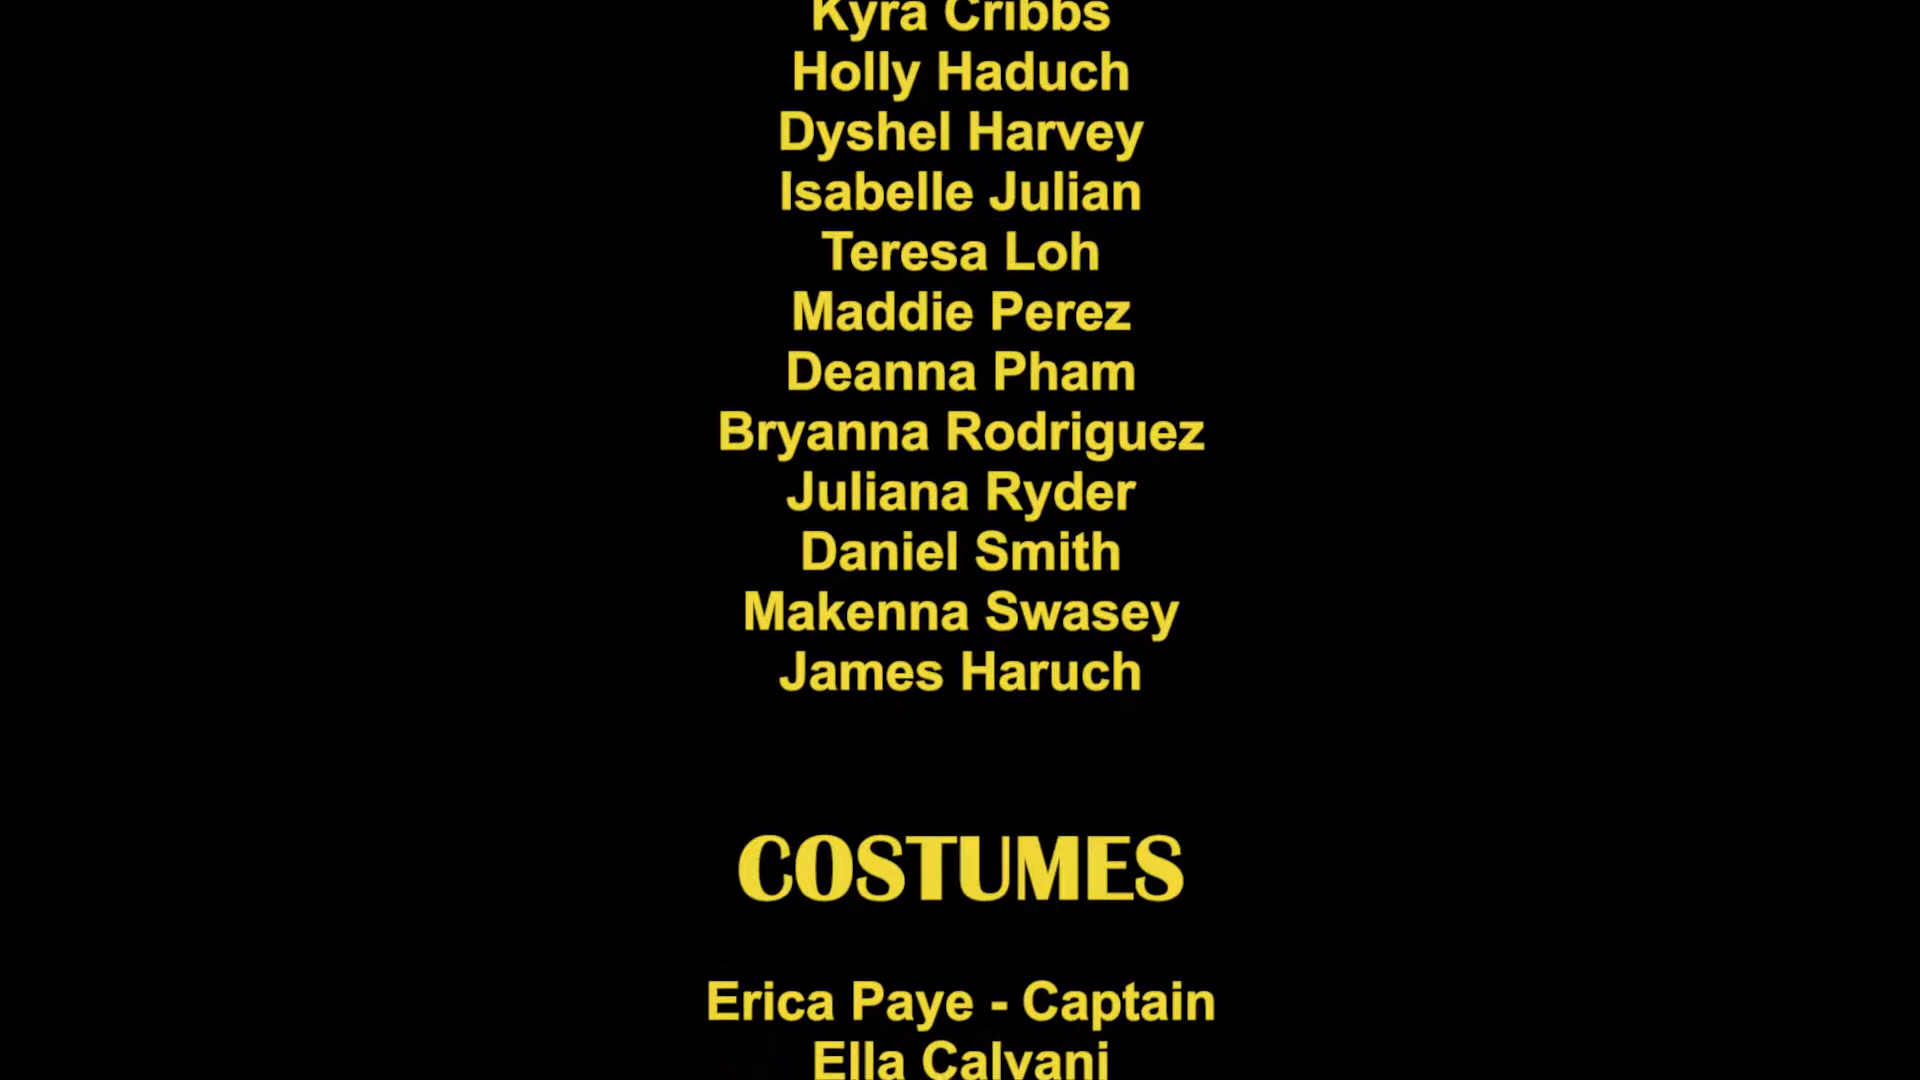 Kyra Cribbs
Holly Haduch
Dyshel Harvey
Isabelle Julian
Teresa Loh
Maddie Perez
Deanna Pham
Bryanna Rodriguez
Juliana Ryder
Daniel Smith
Makenna Swasey
James Haruch
COSTUMES
Erica Paye - Captain
Ella Calvani